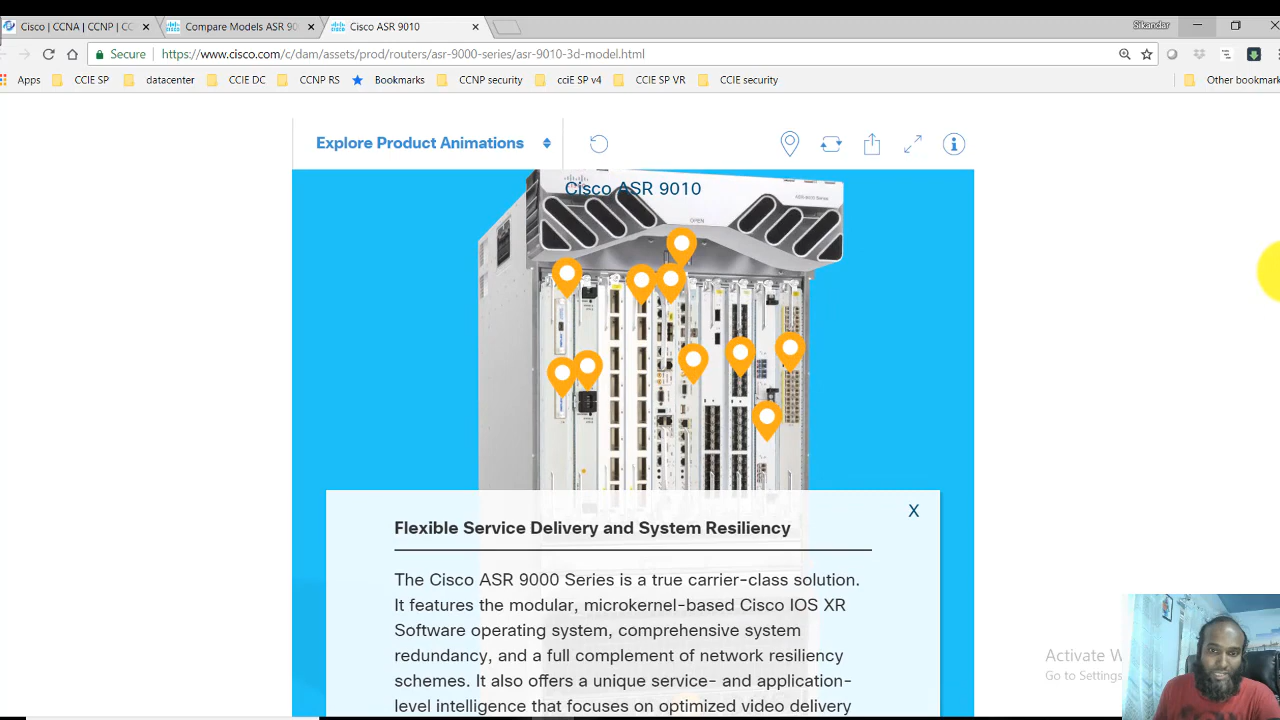 Cisco | CCNA | CCNP | CC
Compare Models ASR 90
Cisco ASR 9010
Sikandar
Secure
https://www.cisco.com/c/dam/assets/prod/routers/asr-9000-series/asr-9010-3d-model.html
Apps
CCIE SP
datacenter
CCIE DC
CCNP RS
Bookmarks
CCNP security
cciE SP v4
CCIE SP VR
CCIE security
Other bookmark
Explore Product Animations
Cisco ASR 9010
ASR-9000 Series
OPEN
X
Flexible Service Delivery and System Resiliency
The Cisco ASR 9000 Series is a true carrier-class solution.
It features the modular, microkernel-based Cisco IOS XR
Software operating system, comprehensive system
redundancy, and a full complement of network resiliency
schemes. It also offers a unique service- and application-
level intelligence that focuses on optimized video delivery
Activate W
Go to Settings